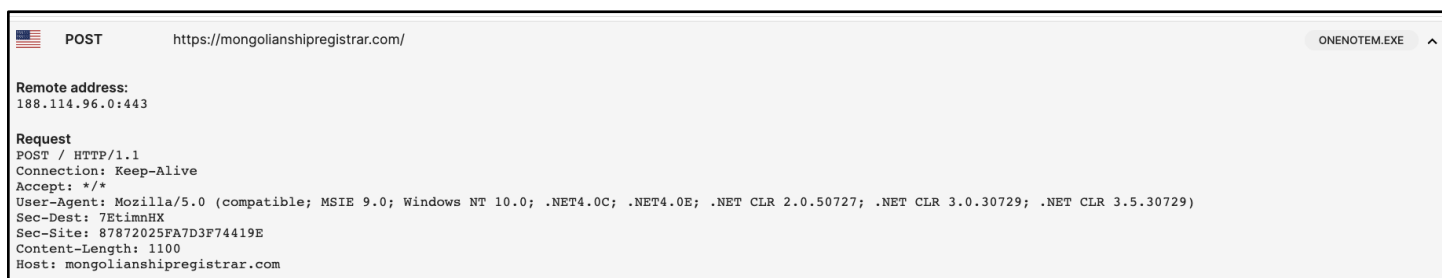 POST https://mongolianshipregistrar.com/ ONENOTEM.EXE
Remote address:
188.114.96.0:443
Request
POST / HTTP/1.1
Connection: Keep-Alive
Accept: */*
User-Agent: Mozilla/5.0 (compatible; MSIE 9.0; Windows NT 10.0; .NET4.0C; .NET4.0E; .NET CLR 2.0.50727; .NET CLR 3.0.30729; .NET CLR 3.5.30729)
Sec-Dest: 7EtimnHX
Sec-Site: 87872025FA7D3F74419E
Content-Length: 1100
Host: mongolianshipregistrar.com